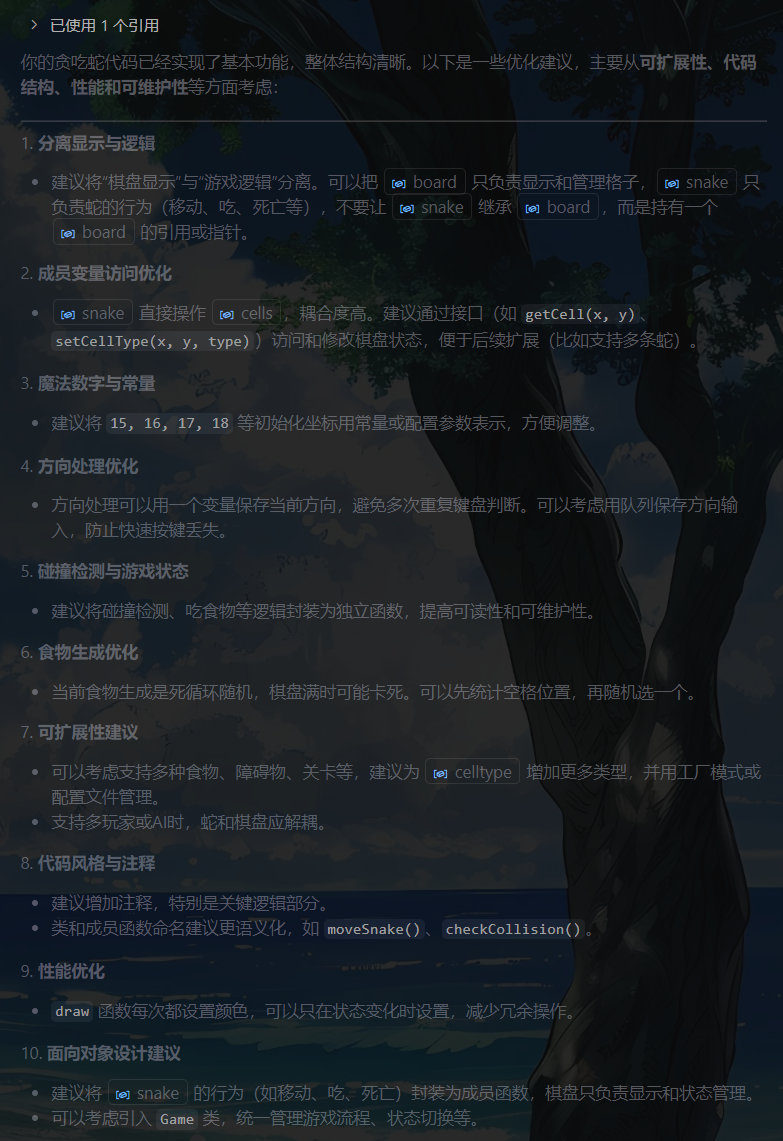 已使用 1 个引用
你的贪吃蛇代码已经实现了基本功能，整体结构清晰。以下是一些优化建议，主要从可扩展性、代码
结构、性能和可维护性等方面考虑：
1. 分离显示与逻辑
• 建议将“棋盘显示”与“游戏逻辑”分离。可以把 board 只负责显示和管理格子，snake 只
负责蛇的行为（移动、吃、死亡等），不要让 snake 继承 board ，而是持有一个
board 的引用或指针。
2. 成员变量访问优化
• snake 直接操作 cells ，耦合度高。建议通过接口（如 getCell(x, y)、
setCellType(x, y, type)）访问和修改棋盘状态，便于后续扩展（比如支持多条蛇）。
3. 魔法数字与常量
• 建议将 15, 16, 17, 18 等初始化坐标用常量或配置参数表示，方便调整。
4. 方向处理优化
• 方向处理可以用一个变量保存当前方向，避免多次重复键盘判断。可以考虑用队列保存方向输
入，防止快速按键丢失。
5. 碰撞检测与游戏状态
• 建议将碰撞检测、吃食物等逻辑封装为独立函数，提高可读性和可维护性。
6. 食物生成优化
• 当前食物生成是死循环随机，棋盘满时可能卡死。可以先统计空格位置，再随机选一个。
7. 可扩展性建议
• 可以考虑支持多种食物、障碍物、关卡等，建议为 celltype 增加更多类型，并用工厂模式或
配置文件管理。
• 支持多玩家或AI时，蛇和棋盘应解耦。
8. 代码风格与注释
• 建议增加注释，特别是关键逻辑部分。
• 类和成员函数命名建议更语义化，如 moveSnake()、checkCollision()。
9. 性能优化
• draw 函数每次都设置颜色，可以只在状态变化时设置，减少冗余操作。
10. 面向对象设计建议
• 建议将 snake 的行为（如移动、吃、死亡）封装为成员函数，棋盘只负责显示和状态管理。
• 可以考虑引入 Game 类，统一管理游戏流程、状态切换等。